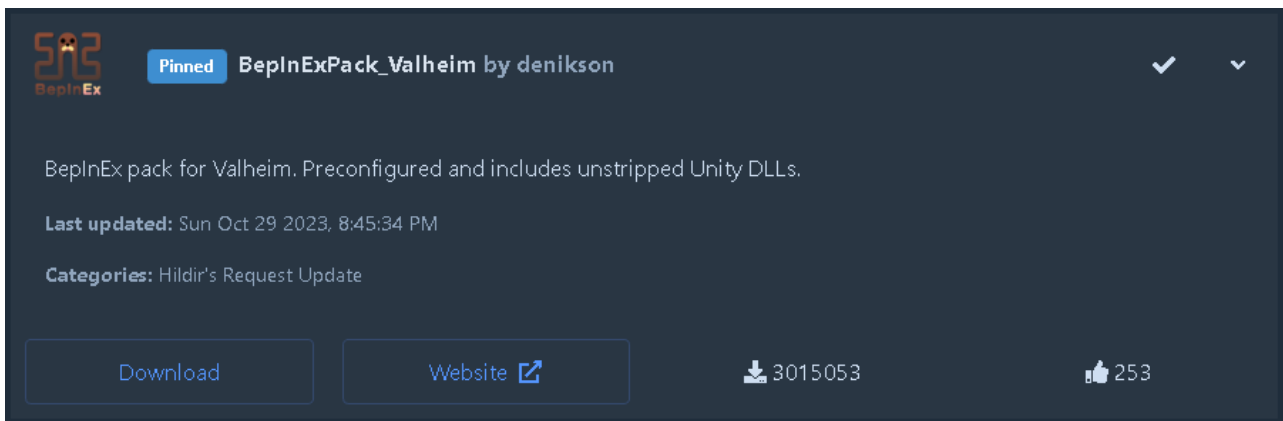 BepInEx
Pinned BepInExPack_Valheim by denikson
BepInEx pack for Valheim. Preconfigured and includes unstripped Unity DLLs.
Last updated: Sun Oct 29 2023, 8:45:34 PM
Categories: Hildir's Request Update
Download Website 3015053 253